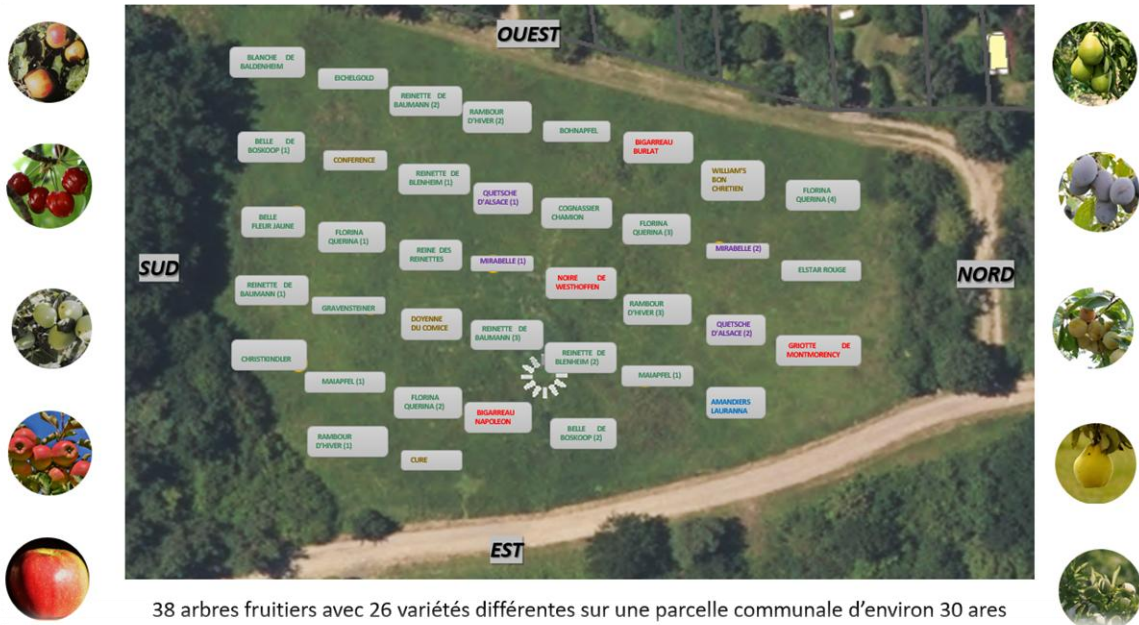 OUEST
BLANCHE DE
BALDENHEIM
EICHELGOLD
REINETTE DE
BAUMANN (2)
RAMBOUR
D'HIVER (2)
BOHNAPFEL
BIGARREAU
BURLAT
WILLIAM'S
BON
CHRETIEN
FLORINA
QUERINA (4)
BELLE DE
BOSKOOP (1)
CONFERENCE
REINETTE DE
BLENHEIM (1)
QUETSCHE
D'ALSACE (1)
COGNASSIER
CHAMION
FLORINA
QUERINA (3)
MIRABELLE (2)
ELSTAR ROUGE
BELLE
FLEUR JAUNE
FLORINA
QUERINA (1)
REINE DES
REINETTES
MIRABELLE (1)
NOIRE DE
WESTHOFFEN
RAMBOUR
D'HIVER (3)
QUETSCHE
D'ALSACE (2)
GRIOTTE DE
MONTMORENCY
SUD
NORD
REINETTE DE
BAUMANN (1)
GRAVENSTEINER
DOYENNE
DU COMICE
REINETTE DE
BAUMANN (3)
REINETTE DE
BLENHEIM (2)
MAIAPFEL (1)
AMANDIERS
LAURANNA
CHRISTKINDLER
MAIAPFEL (1)
FLORINA
QUERINA (2)
BIGARREAU
NAPOLEON
BELLE DE
BOSKOOP (2)
RAMBOUR
D'HIVER (1)
CURE
EST
38 arbres fruitiers avec 26 variétés différentes sur une parcelle communale d'environ 30 ares